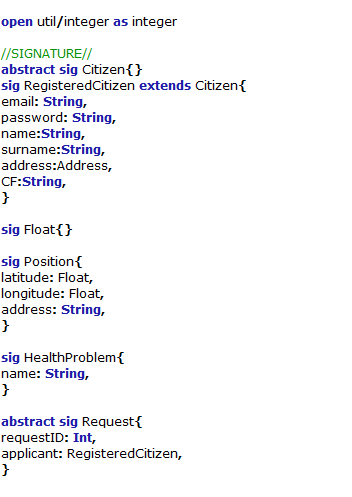 open util/integer as integer
//SIGNATURE//
abstract sig Citizen{}
sig RegisteredCitizen extends Citizen{
email: String,
password: String,
name:String,
surname:String,
address:Address,
CF:String,
}
sig Float{}
sig Position{
latitude: Float,
longitude: Float,
address: String,
}
sig HealthProblem{
name: String,
}
abstract sig Request{
requestID: Int,
applicant: RegisteredCitizen,
}